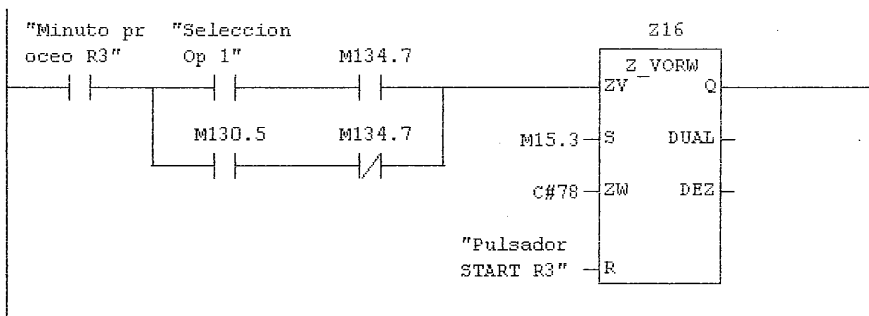 "Minuto pr
oceo R3"
"Seleccion
Op 1"
M134.7
Z16
Z_VORW
ZV
Q
M130.5
M134.7
M15.3
S
DUAL
C#78
ZW
DEZ
"Pulsador
START R3"
R